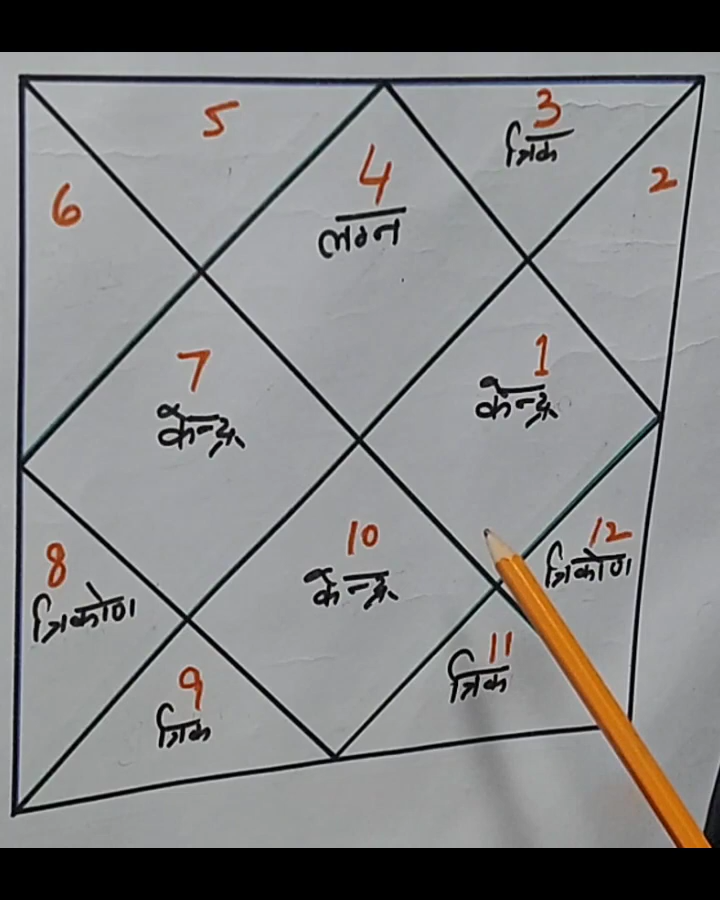 5
3
त्रिक
4
लग्न
2
6
7
केन्द्र
1
केन्द्र
10
केन्द्र
8
त्रिकोण
12
त्रिकोण
9
त्रिक
11
त्रिक